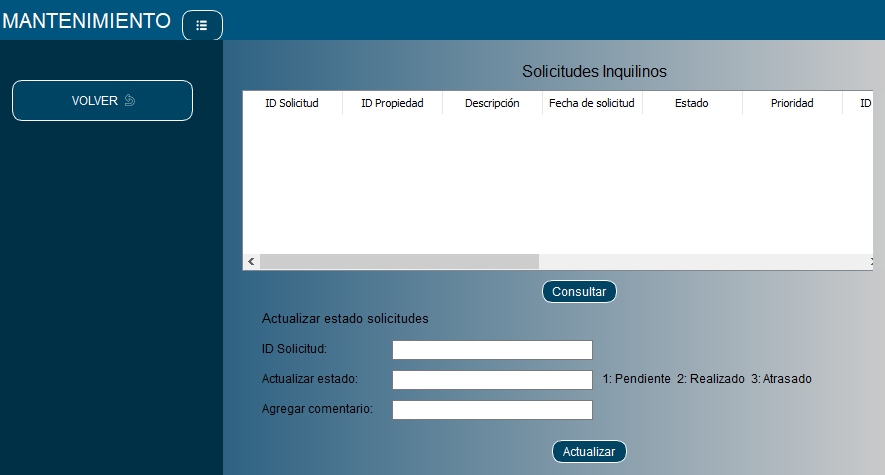 MANTENIMIENTO
VOLVER
Solicitudes Inquilinos
ID Solicitud ID Propiedad Descripción Fecha de solicitud Estado Prioridad ID
Consultar
Actualizar estado solicitudes
ID Solicitud:
Actualizar estado: 1: Pendiente 2: Realizado 3: Atrasado
Agregar comentario:
Actualizar